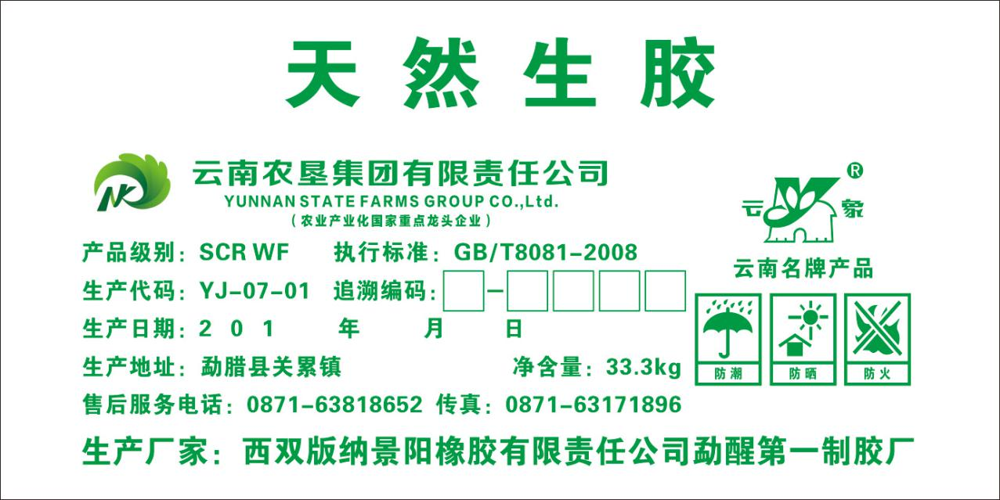 天然生胶
NK
云南农垦集团有限责任公司
YUNNAN STATE FARMS GROUP CO.,Ltd.
（农业产业化国家重点龙头企业）
云象®
云南名牌产品
产品级别：SCR WF 执行标准：GB/T8081-2008
生产代码：YJ-07-01 追溯编码：□-□□□□
生产日期：201 年 月 日
生产地址：勐腊县关累镇 净含量：33.3kg
防潮 防晒 防火
售后服务电话：0871-63818652 传真：0871-63171896
生产厂家：西双版纳景阳橡胶有限责任公司勐醒第一制胶厂